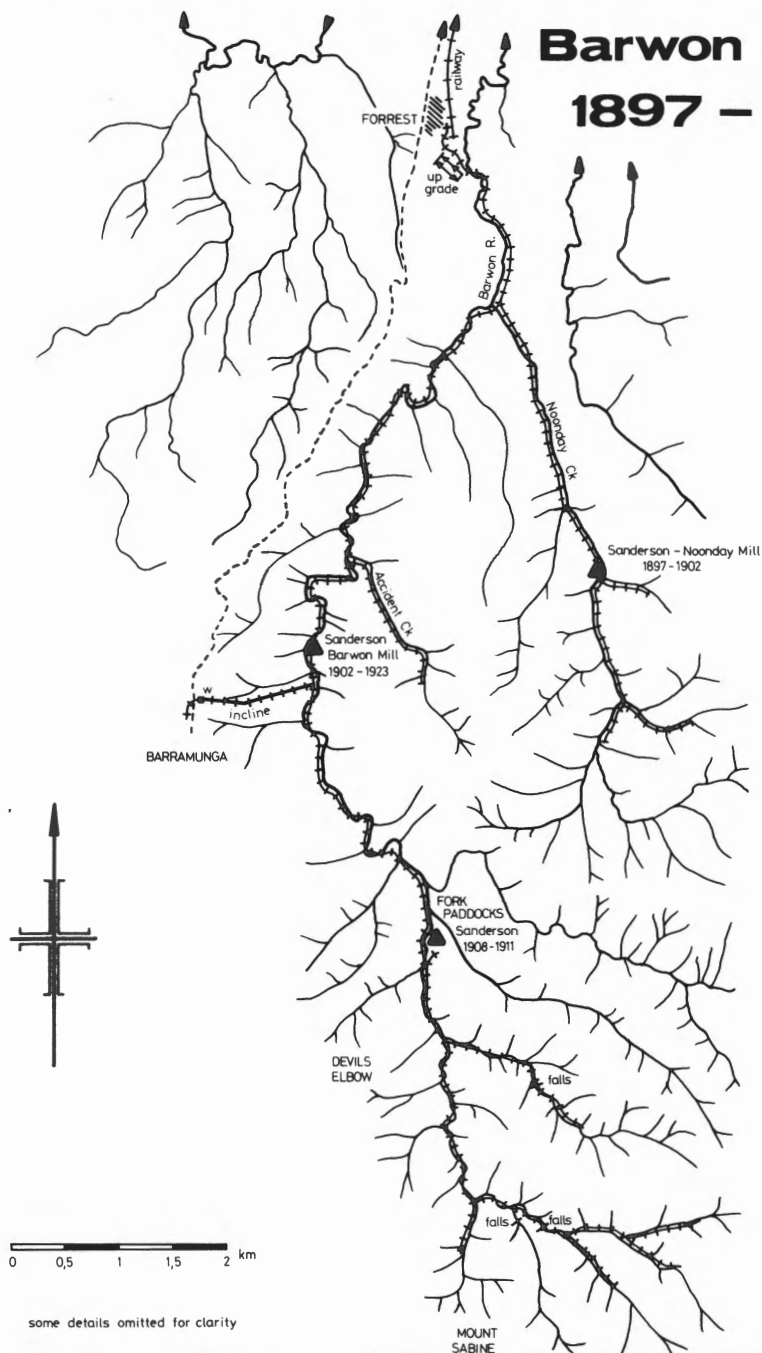 Barwon
1897 –
railway
FORREST
up
grade
Barwon R.
Noonday Ck
Sanderson – Noonday Mill
1897 - 1902
Accident Ck
Sanderson
Barwon Mill
1902 - 1923
w
incline
BARRAMUNGA
FORK
PADDOCKS
Sanderson
1908 - 1911
DEVILS
ELBOW
falls
falls
falls
0 0,5 1 1,5 2 km
some details omitted for clarity
MOUNT
SABINE